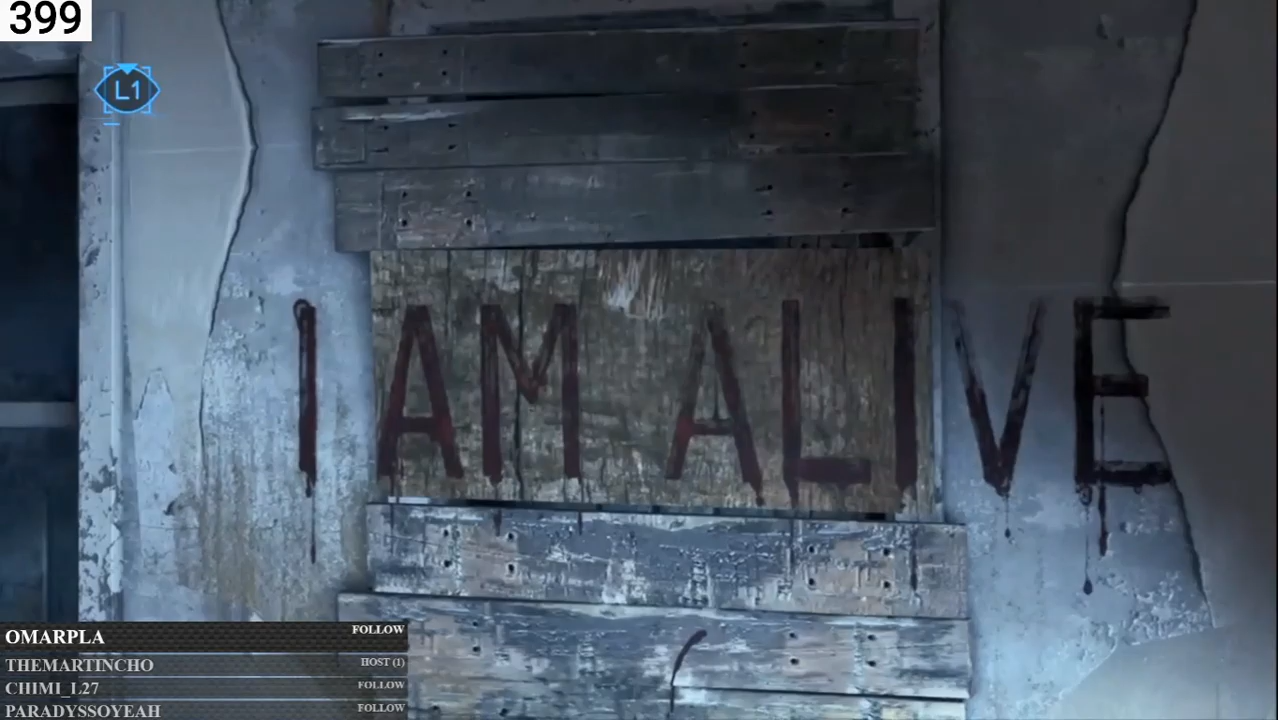 399
L1
I AM ALIVE
OMARPLA FOLLOW
THEMARTINCHO HOST (1)
CHIMI_L27 FOLLOW
PARADYSSOYEAH FOLLOW